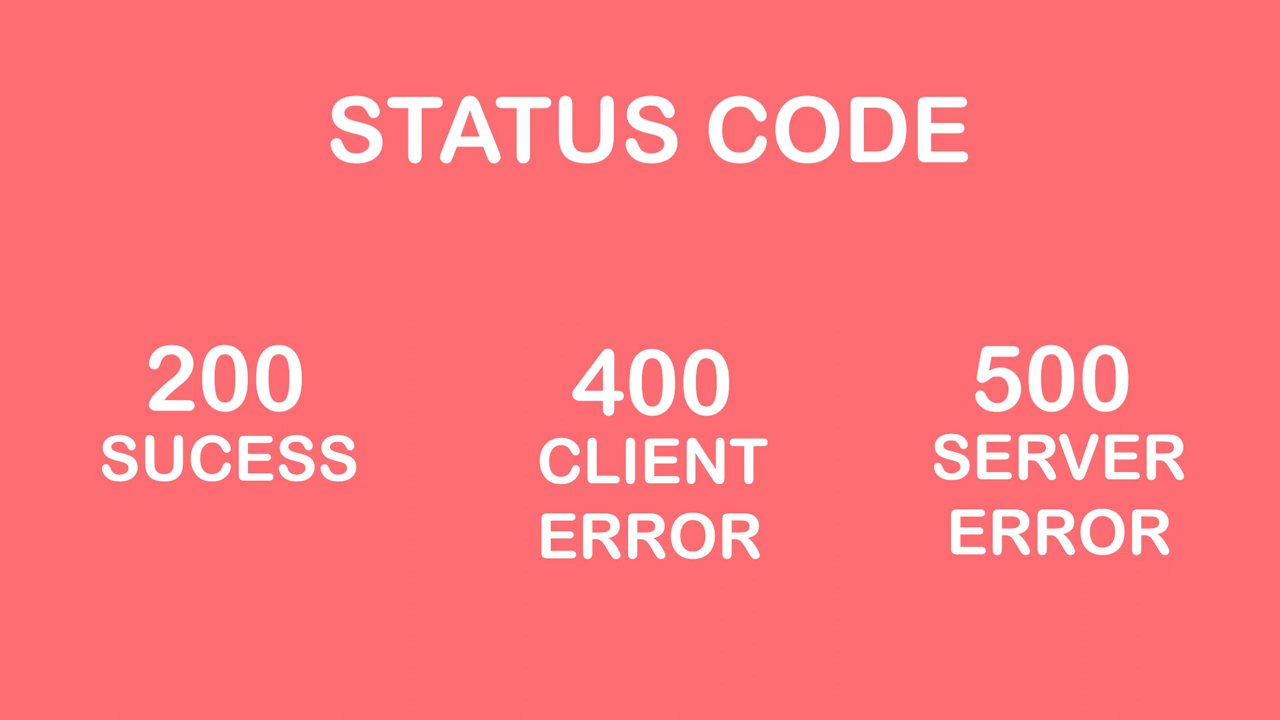 STATUS CODE
200
SUCESS
400
CLIENT
ERROR
500
SERVER
ERROR